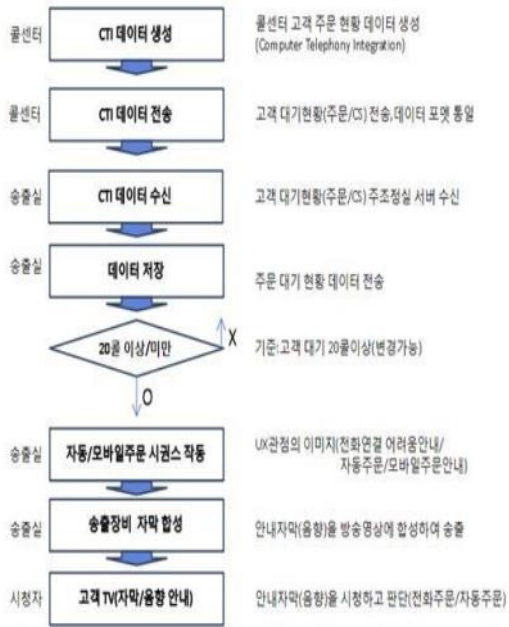 콜센터 CTI 데이터 생성 콜센터 고객 주문 현황 데이터 생성
(Computer Telephony Integration)
콜센터 CTI 데이터 전송 고객 대기현황(주문/CS) 전송,데이터 포멧 통일
송출실 CTI 데이터 수신 고객 대기현황(주문/CS) 주조정실 서버 수신
송출실 데이터 저장 주문 대기 현황 데이터 전송
20콜 이상/미만 X 기준:고객 대기 20콜이상(변경가능)
O
송출실 자동/모바일주문 시퀀스 작동 UX관점의 이미지(전화연결 어려움안내/
자동주문/모바일주문안내)
송출실 송출장비 자막 합성 안내자막(음향)을 방송영상에 합성하여 송출
시청자 고객 TV(자막/음향 안내) 안내자막(음향)을 시청하고 판단(전화주문/자동주문)